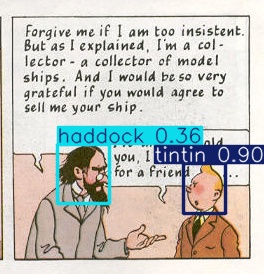 Forgive me if I am too insistent.
But as I explained, I'm a col-
lector - a collector of model
ships. And I would be so very
grateful if you would agree to
sell me your ship.
haddock 0.36
tintin 0.90
you, I
for a friend